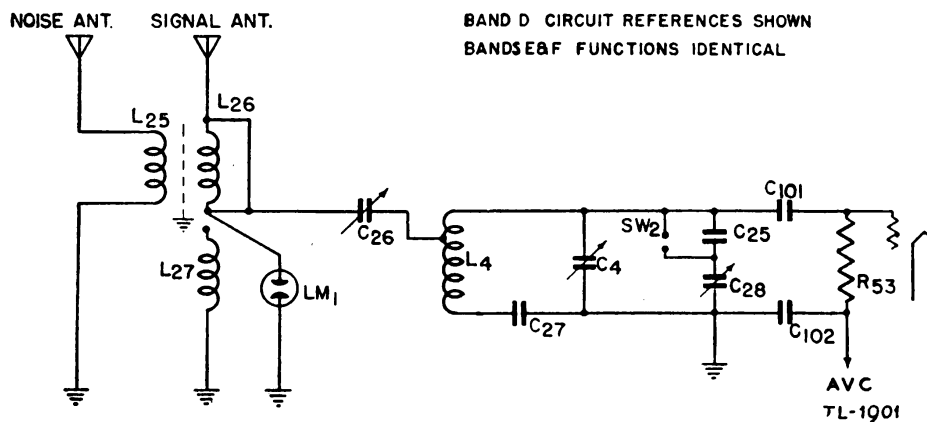 NOISE ANT. SIGNAL ANT.
BAND D CIRCUIT REFERENCES SHOWN
BANDS E&F FUNCTIONS IDENTICAL
L25
L26
C101
C26
SW2
C25
L4
C4
L27
LM1
C28
R53
C27
C102
AVC
TL-1901